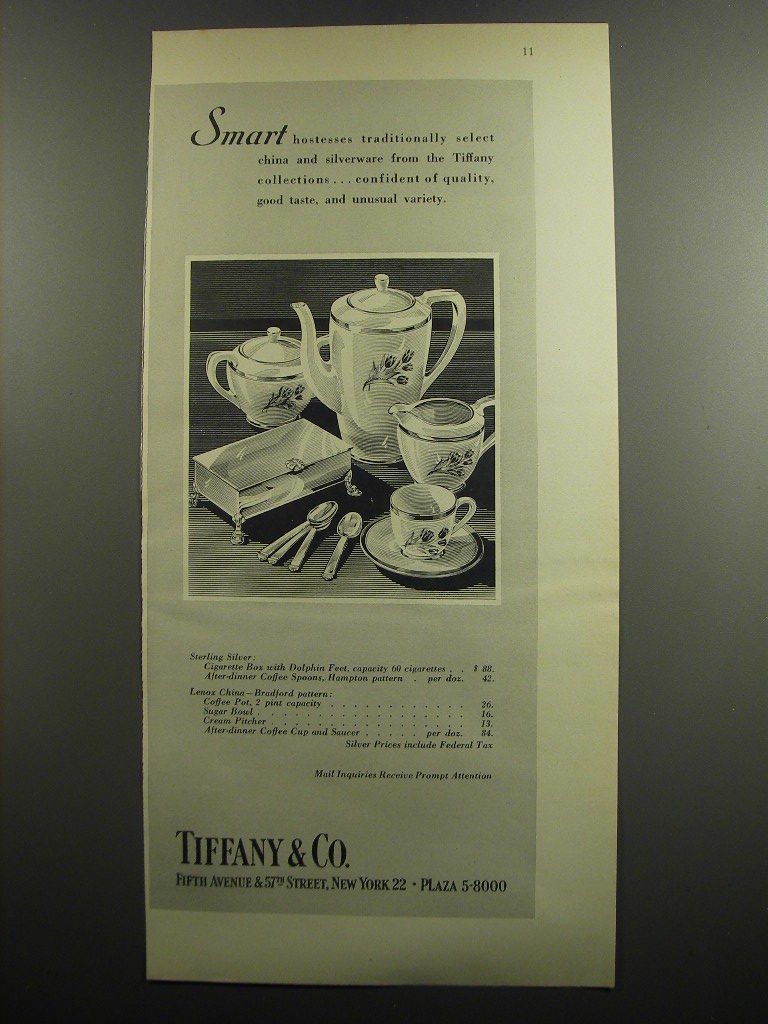 11
Smart hostesses traditionally select
china and silverware from the Tiffany
collections . . . confident of quality,
good taste, and unusual variety.
Sterling Silver:
Cigarette Box with Dolphin Feet, capacity 60 cigarettes . . $ 88.
After-dinner Coffee Spoons, Hampton pattern . per doz. 42.
Lenox China—Bradford pattern:
Coffee Pot, 2 pint capacity . . . . . . . . . . . . 26.
Sugar Bowl . . . . . . . . . . . . . . . . . 16.
Cream Pitcher . . . . . . . . . . . . . . . . 13.
After-dinner Coffee Cup and Saucer . . . . . per doz. 84.
Silver Prices include Federal Tax
Mail Inquiries Receive Prompt Attention
TIFFANY & CO.
FIFTH AVENUE & 57TH STREET, NEW YORK 22 · PLAZA 5-8000